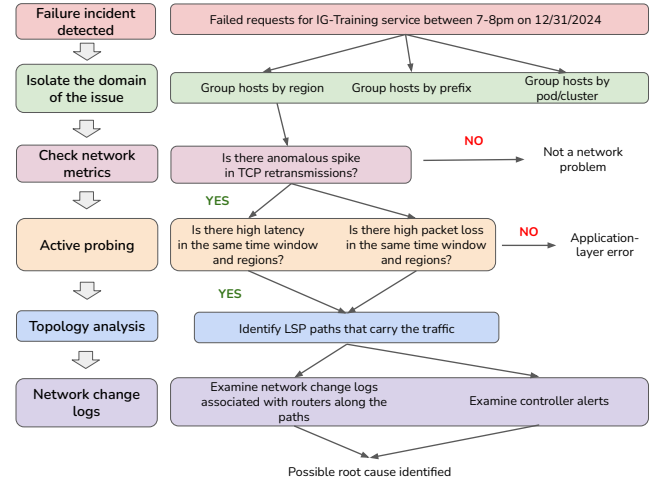 Failure incident
detected
Failed requests for IG-Training service between 7-8pm on 12/31/2024
Isolate the domain
of the issue
Group hosts by region
Group hosts by prefix
Group hosts by
pod/cluster
Check network
metrics
Is there anomalous spike
in TCP retransmissions?
NO
Not a network
problem
YES
Active probing
Is there high latency
in the same time window
and regions?
Is there high packet loss
in the same time window
and regions?
NO
Application-
layer error
YES
Topology analysis
Identify LSP paths that carry the traffic
Network change
logs
Examine network change logs
associated with routers along the
paths
Examine controller alerts
Possible root cause identified